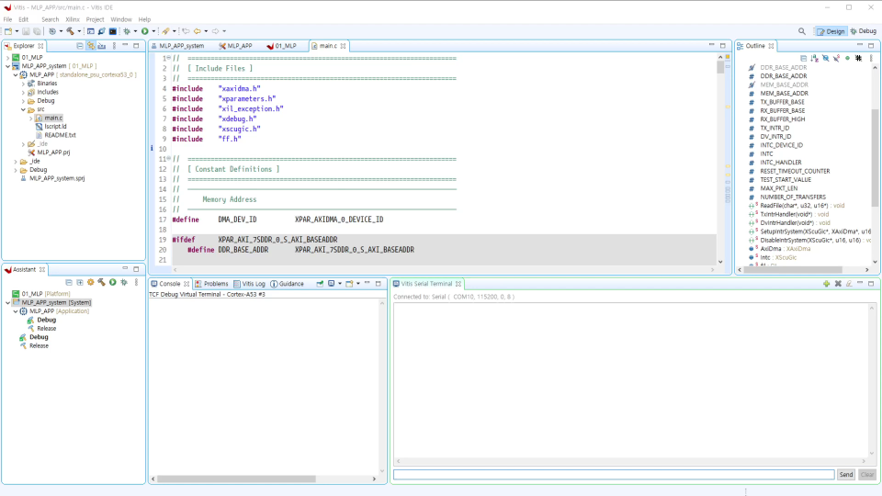 MLP_APP/src/main.c - Vitis IDE
File Edit Search Xilinx Project Window Help
Design Debug
Explorer
01_MLP
MLP_APP_system [ 01_MLP ]
MLP_APP [ standalone_psu_cortexa53_0 ]
Binaries
Includes
Debug
src
main.c
lscript.ld
README.txt
_ide
MLP_APP.prj
_ide
Debug
MLP_APP_system.sprj
Assistant
01_MLP [Platform]
MLP_APP_system [System]
MLP_APP [Application]
Debug
Release
Debug
Release
MLP_APP_system MLP_APP 01_MLP main.c
1 // ====================================================================
2 // [ Include Files ]
3 // ====================================================================
4 #include "xaxidma.h"
5 #include "xparameters.h"
6 #include "xil_exception.h"
7 #include "xdebug.h"
8 #include "xscugic.h"
9 #include "ff.h"
10
11 // ====================================================================
12 // [ Constant Definitions ]
13 // ====================================================================
14 // --------------------------------------------------------------------
15 // Memory Address
16 // --------------------------------------------------------------------
17 #define DMA_DEV_ID XPAR_AXIDMA_0_DEVICE_ID
18
19 #ifdef XPAR_AXI_7SDDR_0_S_AXI_BASEADDR
20 #define DDR_BASE_ADDR XPAR_AXI_7SDDR_0_S_AXI_BASEADDR
21
Console Problems Vitis Log Guidance
TCF Debug Virtual Terminal - Cortex-A53 #3
Vitis Serial Terminal
Connected to: Serial ( COM10, 115200, 0, 8 )
Send Clear
Outline
DDR_BASE_ADDR
DDR_BASE_ADDR
MEM_BASE_ADDR
MEM_BASE_ADDR
TX_BUFFER_BASE
RX_BUFFER_BASE
RX_BUFFER_HIGH
TX_INTR_ID
DV_INTR_ID
INTC_DEVICE_ID
INTC
INTC_HANDLER
RESET_TIMEOUT_COUNTER
TEST_START_VALUE
MAX_PKT_LEN
NUMBER_OF_TRANSFERS
ReadFile(char*, u32, u16*) : void
TxIntrHandler(void*) : void
DvIntrHandler(void*) : void
SetupIntrSystem(XScuGic*, XAxiDma*, u16, u16)
DisableIntrSystem(XScuGic*, u16, u16) : void
AxiDma : XAxiDma
Intc : XScuGic